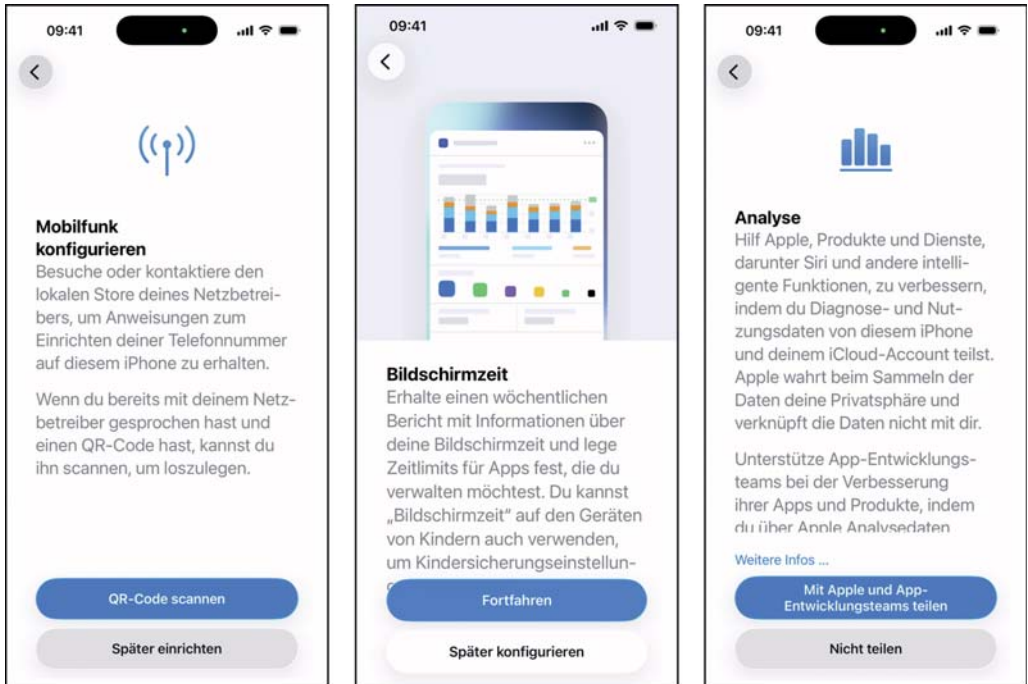 09:41
Mobilfunk
konfigurieren
Besuche oder kontaktiere den
lokalen Store deines Netzbetrei-
bers, um Anweisungen zum
Einrichten deiner Telefonnummer
auf diesem iPhone zu erhalten.
Wenn du bereits mit deinem Netz-
betreiber gesprochen hast und
einen QR-Code hast, kannst du
ihn scannen, um loszulegen.
QR-Code scannen
Später einrichten
09:41
Bildschirmzeit
Erhalte einen wöchentlichen
Bericht mit Informationen über
deine Bildschirmzeit und lege
Zeitlimits für Apps fest, die du
verwalten möchtest. Du kannst
„Bildschirmzeit“ auf den Geräten
von Kindern auch verwenden,
um Kindersicherungseinstellun-
Fortfahren
Später konfigurieren
09:41
Analyse
Hilf Apple, Produkte und Dienste,
darunter Siri und andere intelli-
gente Funktionen, zu verbessern,
indem du Diagnose- und Nut-
zungsdaten von diesem iPhone
und deinem iCloud-Account teilst.
Apple wahrt beim Sammeln der
Daten deine Privatsphäre und
verknüpft die Daten nicht mit dir.
Unterstütze App-Entwicklungs-
teams bei der Verbesserung
ihrer Apps und Produkte, indem
du über Apple Analysedaten
Weitere Infos ...
Mit Apple und App-
Entwicklungsteams teilen
Nicht teilen